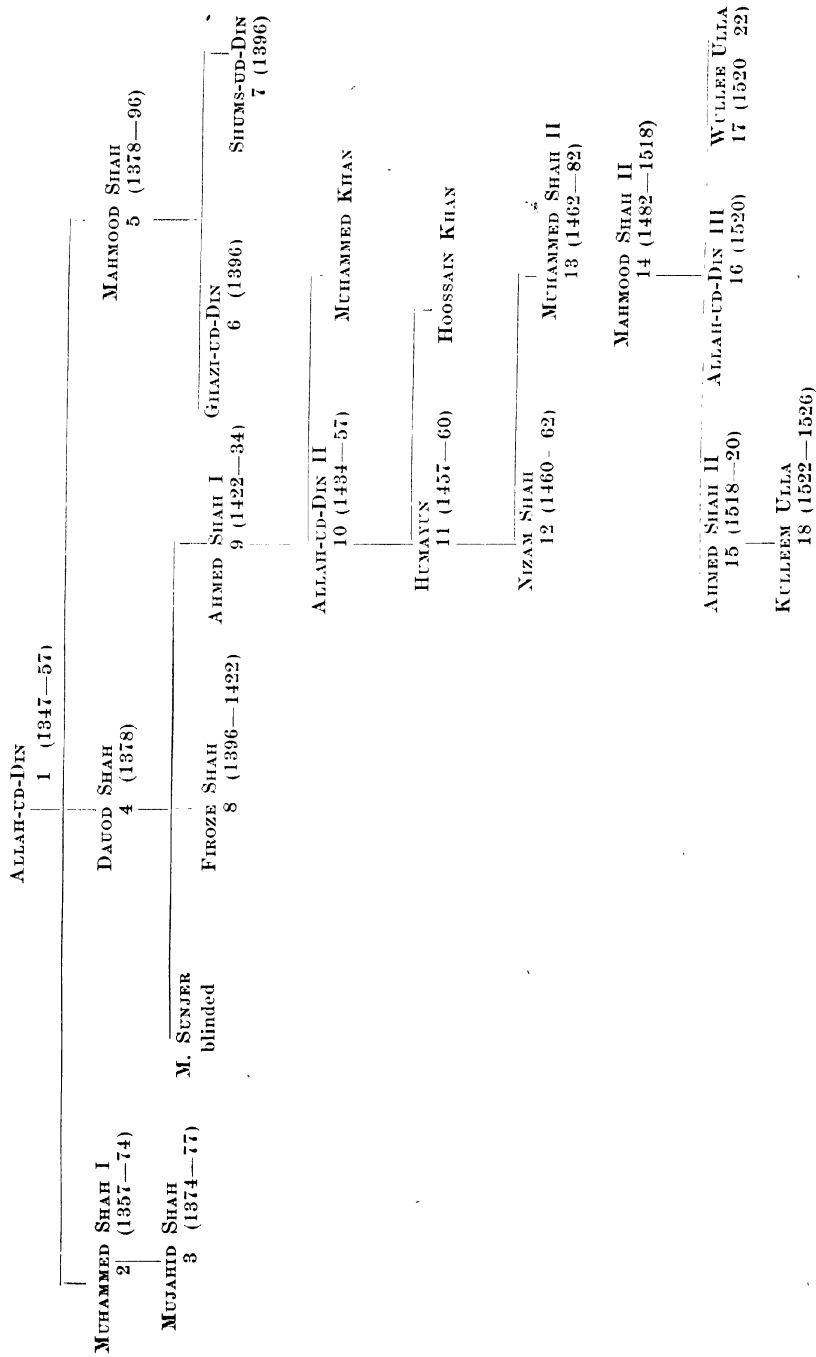 ALLAH-UD-DIN
1 (1347—57)
MUHAMMED SHAH I
2 (1357—74)
DAUOD SHAH
4 (1378)
MAHMOOD SHAH
5 (1378—96)
MUJAHID SHAH
3 (1374—77)
M. SUNJER
blinded
FIROZE SHAH
8 (1396—1422)
AHMED SHAH I
9 (1422—34)
GHAZI-UD-DIN
6 (1396)
SHUMS-UD-DIN
7 (1396)
ALLAH-UD-DIN II
10 (1434—57)
MUHAMMED KHAN
HUMAYUN
11 (1457—60)
HOOSSAIN KHAN
NIZAM SHAH
12 (1460- 62)
MUHAMMED SHAH II
13 (1462—82)
MAHMOOD SHAH II
14 (1482—1518)
AHMED SHAH II
15 (1518—20)
ALLAH-UD-DIN III
16 (1520)
WULLEE ULLA
17 (1520 22)
KULLEEM ULLA
18 (1522—1526)